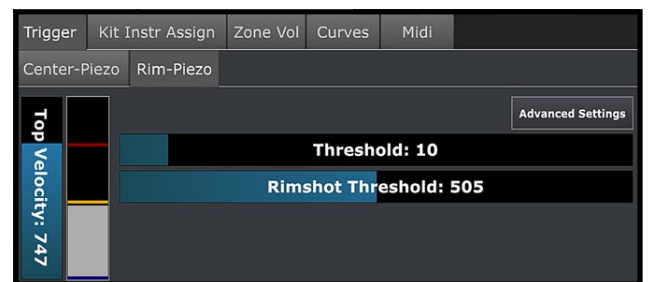 Trigger Kit Instr Assign Zone Vol Curves Midi
Center-Piezo Rim-Piezo
Advanced Settings
Top Velocity: 747
Threshold: 10
Rimshot Threshold: 505